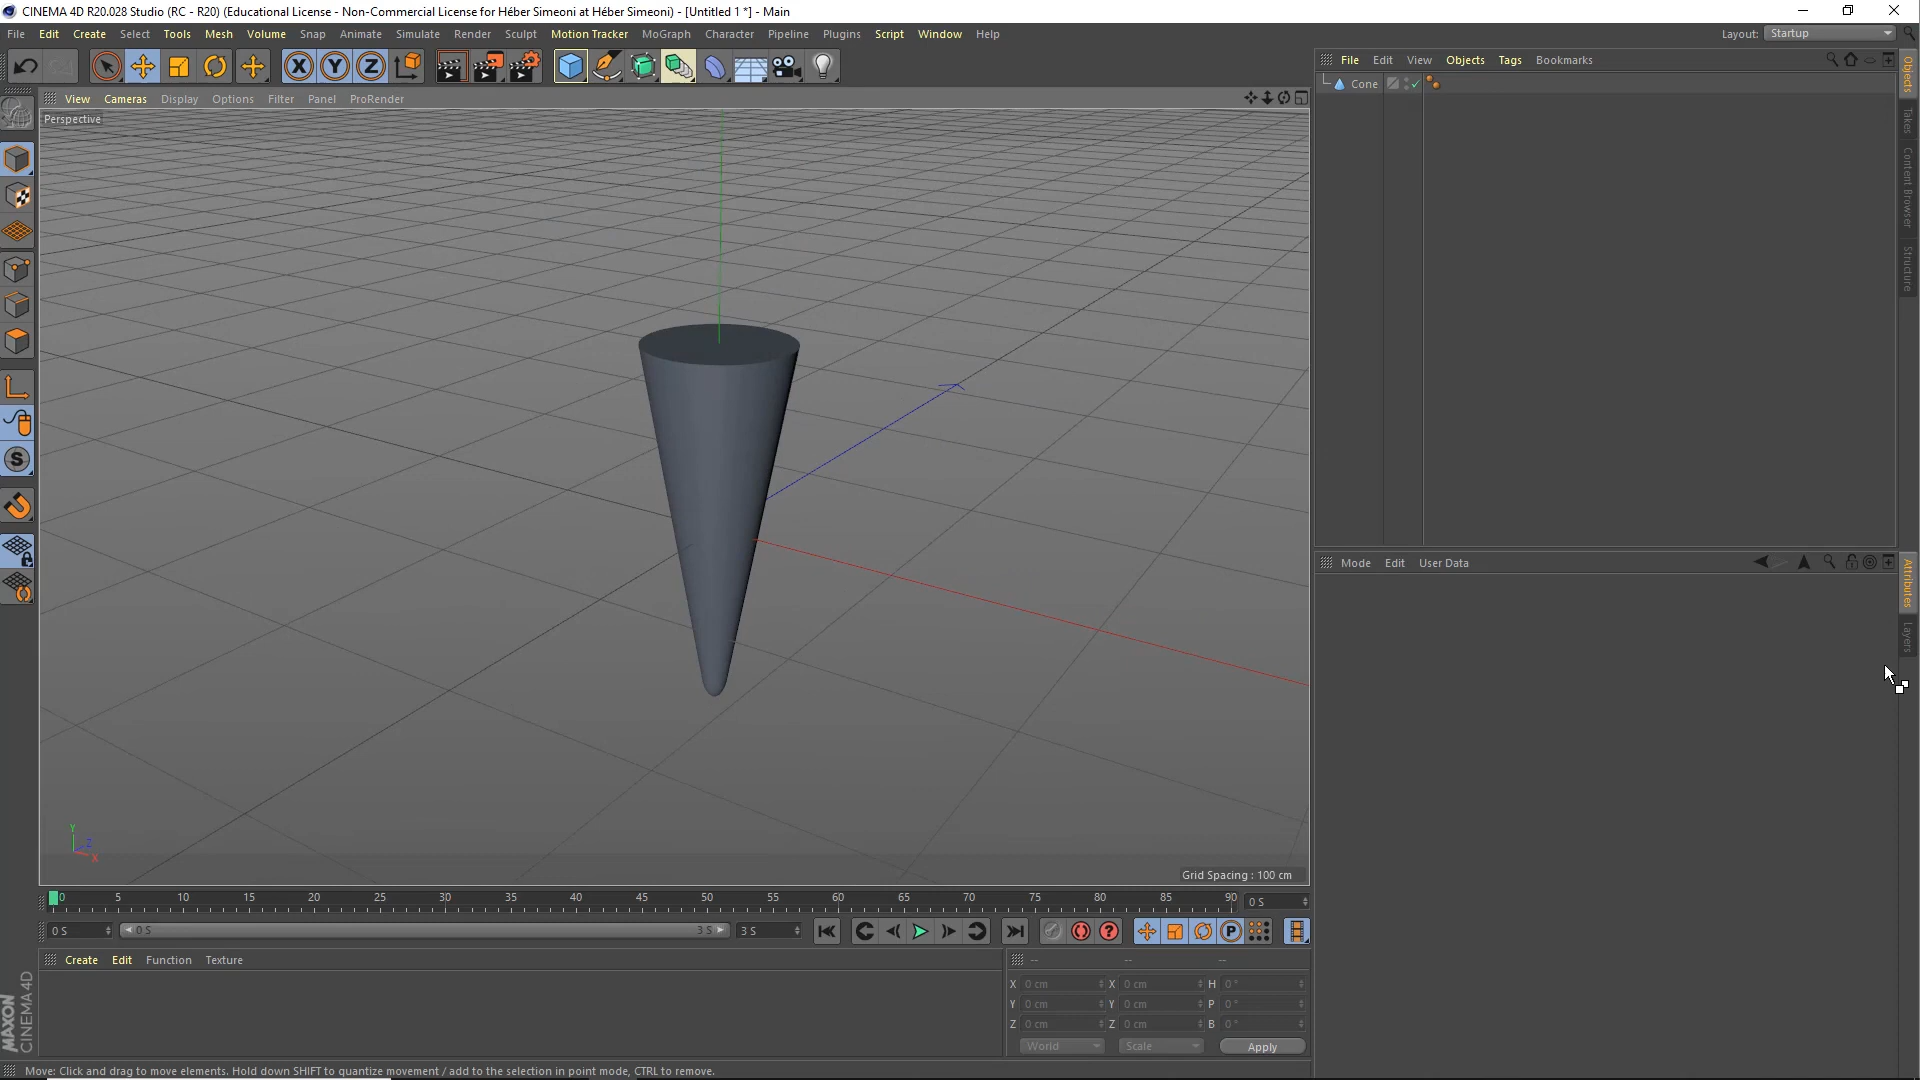 CINEMA 4D R20.028 Studio (RC - R20) (Educational License - Non-Commercial License for Héber Simeoni at Héber Simeoni) - [Untitled 1 *] - Main
File Edit Create Select Tools Mesh Volume Snap Animate Simulate Render Sculpt Motion Tracker MoGraph Character Pipeline Plugins Script Window Help
Layout: Startup
X Y Z
File Edit View Objects Tags Bookmarks
Cone
View Cameras Display Options Filter Panel ProRender
Perspective
Objects
Takes
Content Browser
Structure
S
Mode Edit User Data
Attributes
Layers
Y
Z
X
Grid Spacing : 100 cm
0 5 10 15 20 25 30 35 40 45 50 55 60 65 70 75 80 85 90
0 S
0 S 0 S 3 S 3 S
? P
Create Edit Function Texture
-- -- --
X 0 cm X 0 cm H 0 °
Y 0 cm Y 0 cm P 0 °
Z 0 cm Z 0 cm B 0 °
World Scale Apply
MAXON
CINEMA 4D
Move: Click and drag to move elements. Hold down SHIFT to quantize movement / add to the selection in point mode, CTRL to remove.